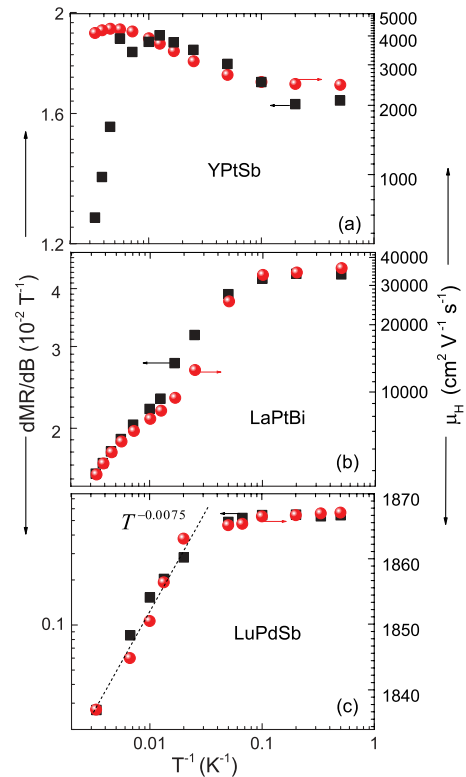 2
1.6
1.2
5000
4000
3000
2000
1000
YPtSb
(a)
4
3
2
40000
30000
20000
10000
LaPtBi
(b)
dMR/dB (10⁻² T⁻¹)
μH (cm² V⁻¹ s⁻¹)
T^-0.0075
0.1
1870
1860
1850
1840
LuPdSb
(c)
0.01 0.1 1
T⁻¹ (K⁻¹)